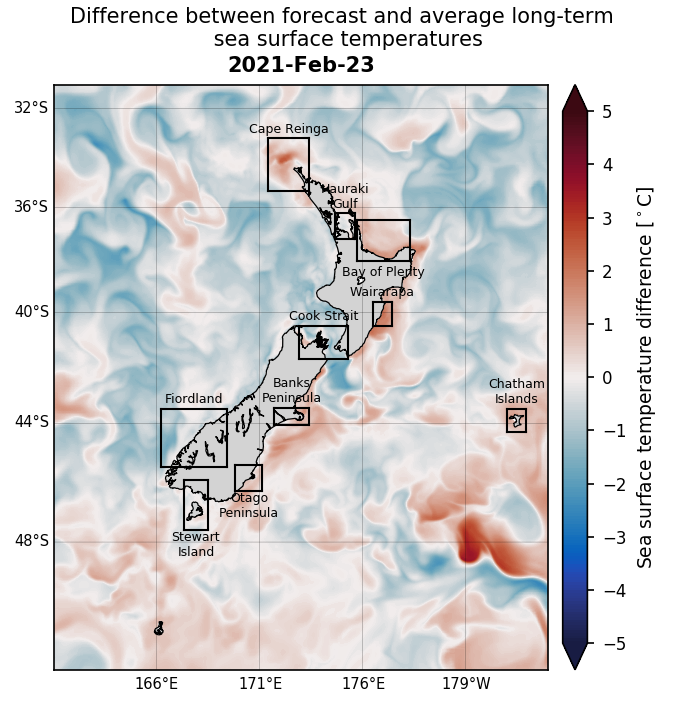 Difference between forecast and average long-term
sea surface temperatures
2021-Feb-23
32°S
36°S
40°S
44°S
48°S
166°E
171°E
176°E
179°W
Cape Reinga
Hauraki
Gulf
Bay of Plenty
Wairarapa
Cook Strait
Banks
Peninsula
Chatham
Islands
Fiordland
Otago
Peninsula
Stewart
Island
5
4
3
2
1
0
−1
−2
−3
−4
−5
Sea surface temperature difference [°C]